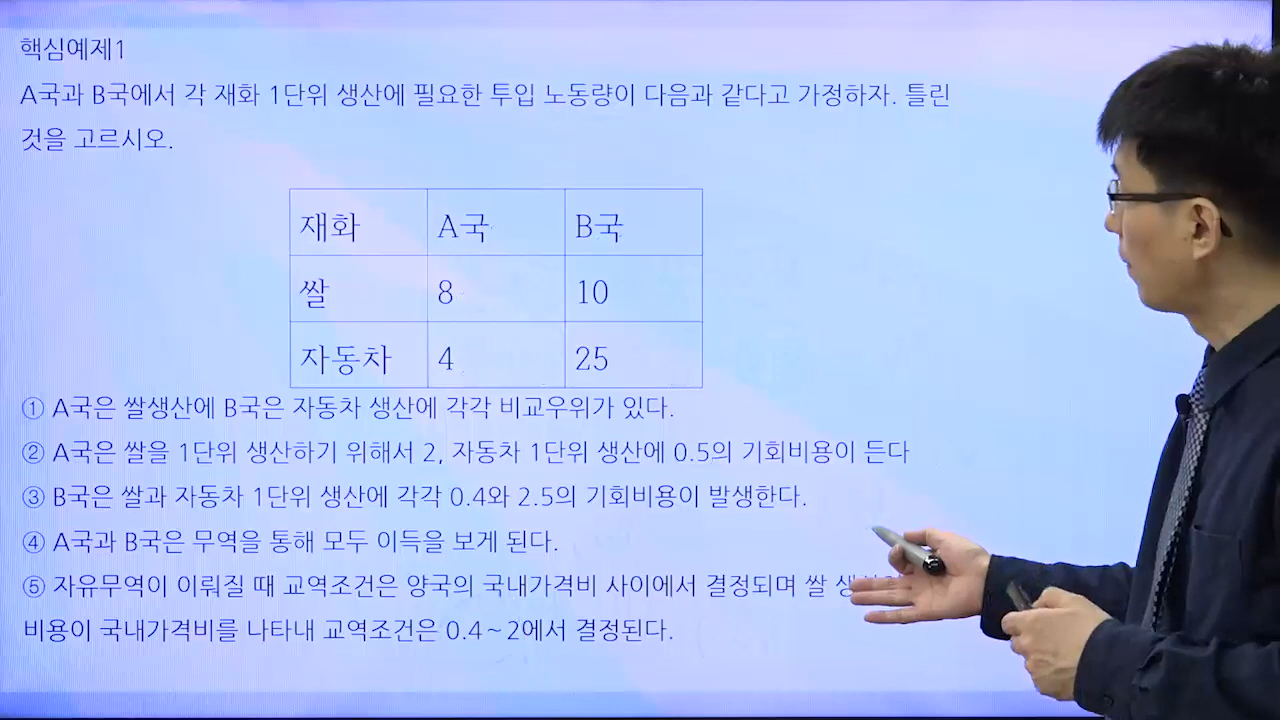 핵심예제1
A국과 B국에서 각 재화 1단위 생산에 필요한 투입 노동량이 다음과 같다고 가정하자. 틀린
것을 고르시오.
재화 A국 B국
쌀 8 10
자동차 4 25
① A국은 쌀생산에 B국은 자동차 생산에 각각 비교우위가 있다.
② A국은 쌀을 1단위 생산하기 위해서 2, 자동차 1단위 생산에 0.5의 기회비용이 든다
③ B국은 쌀과 자동차 1단위 생산에 각각 0.4와 2.5의 기회비용이 발생한다.
④ A국과 B국은 무역을 통해 모두 이득을 보게 된다.
⑤ 자유무역이 이뤄질 때 교역조건은 양국의 국내가격비 사이에서 결정되며 쌀
비용이 국내가격비를 나타내 교역조건은 0.4~2에서 결정된다.